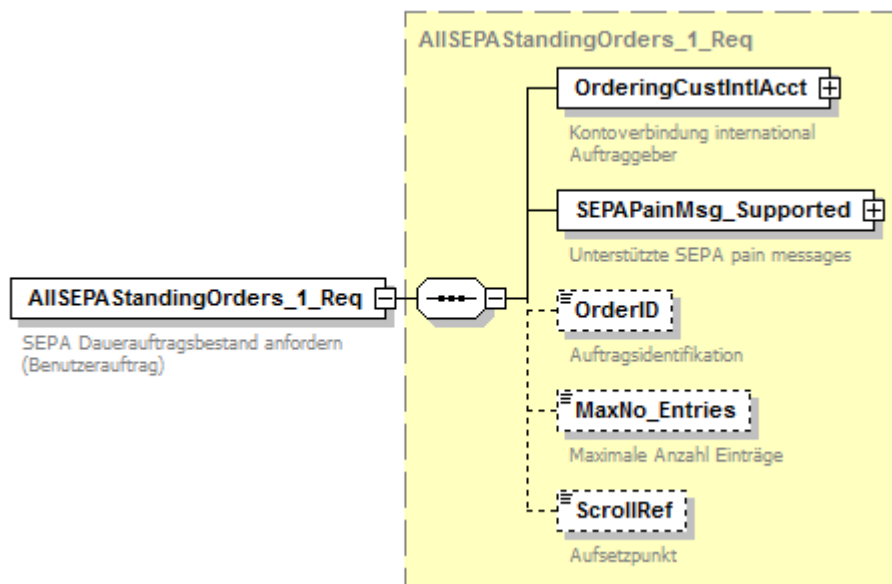 AllSEPAStandingOrders_1_Req
OrderingCustIntlAcct
Kontoverbindung international
Auftraggeber
SEPAPainMsg_Supported
Unterstützte SEPA pain messages
AllSEPAStandingOrders_1_Req
SEPA Dauerauftragsbestand anfordern
(Benutzerauftrag)
OrderID
Auftragsidentifikation
MaxNo_Entries
Maximale Anzahl Einträge
ScrollRef
Aufsetzpunkt